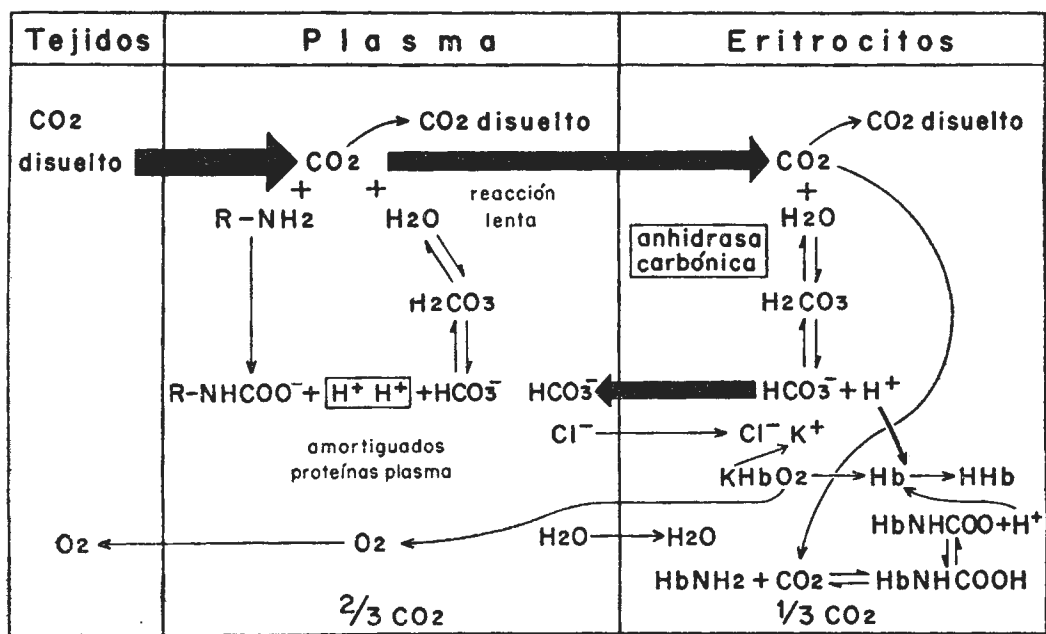 Tejidos Plasma Eritrocitos
CO2 disuelto CO2 disuelto
CO2
disuelto CO2 CO2
+ + reacción +
R-NH2 H2O lenta H2O
anhidrasa
carbónica
H2CO3 H2CO3
R-NHCOO⁻ + H⁺ H⁺ + HCO3⁻ HCO3⁻ HCO3⁻ + H⁺
Cl⁻ Cl⁻ K⁺
amortiguados
proteínas plasma
KHbO2 Hb HHb
HbNHCOO+H⁺
O2 O2 H2O H2O
HbNH2 + CO2 HbNHCOOH
2/3 CO2 1/3 CO2